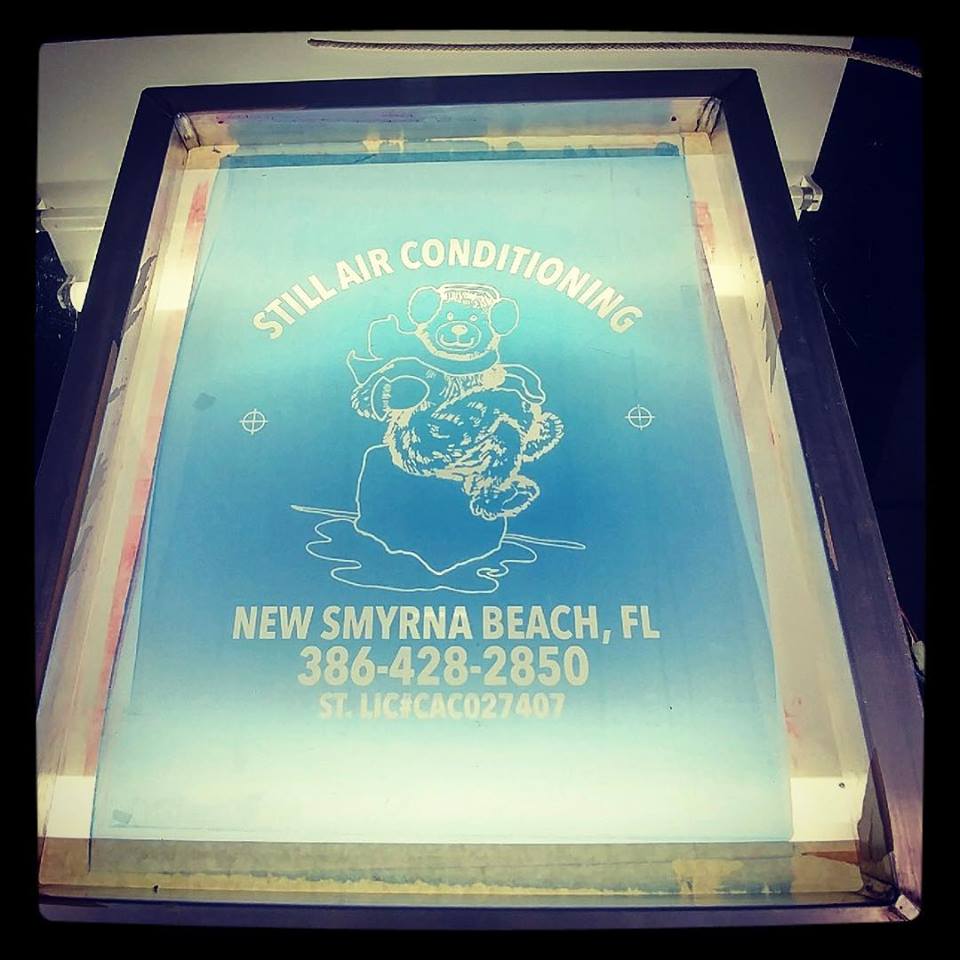 STILL AIR CONDITIONING
NEW SMYRNA BEACH, FL
386-428-2850
ST. LIC#CAC027407